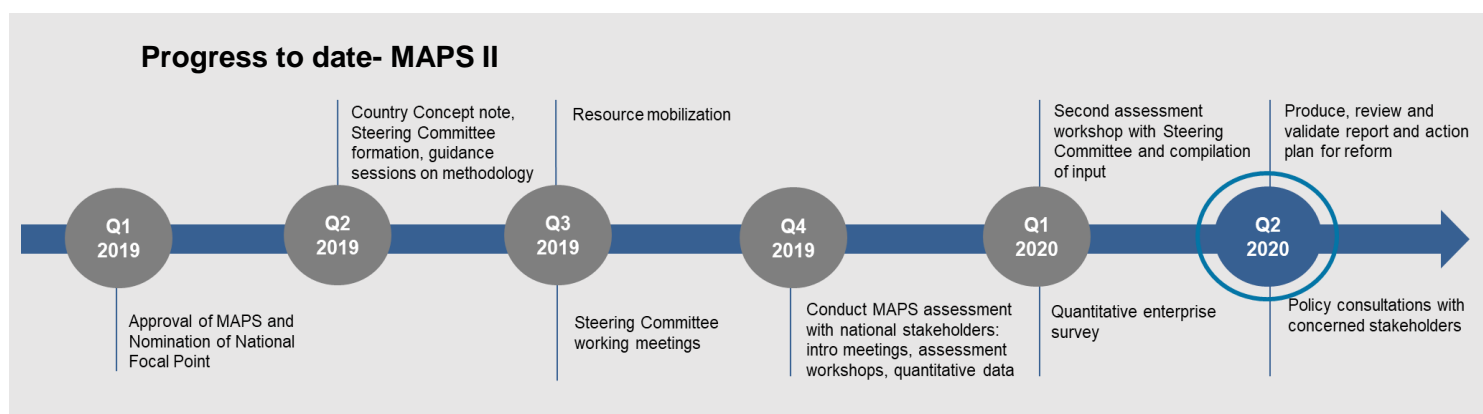 Progress to date- MAPS II
Country Concept note,
Steering Committee
formation, guidance
sessions on methodology
Resource mobilization
Second assessment
workshop with Steering
Committee and compilation
of input
Produce, review and
validate report and action
plan for reform
Q1
2019
Q2
2019
Q3
2019
Q4
2019
Q1
2020
Q2
2020
Approval of MAPS and
Nomination of National
Focal Point
Steering Committee
working meetings
Conduct MAPS assessment
with national stakeholders:
intro meetings, assessment
workshops, quantitative data
Quantitative enterprise
survey
Policy consultations with
concerned stakeholders